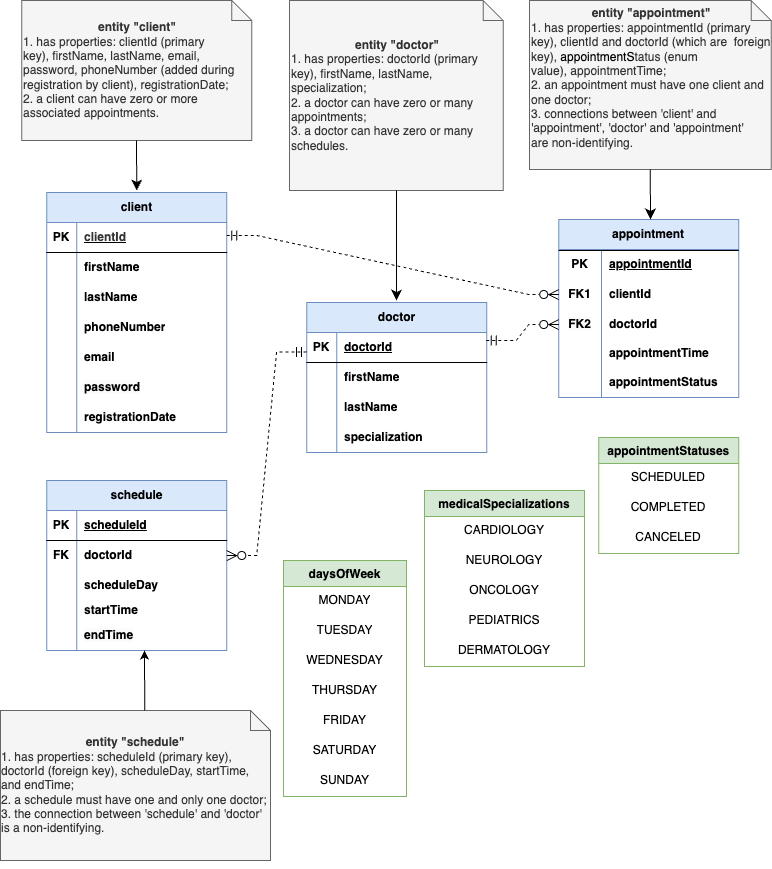 entity "client"
1. has properties: clientId (primary
key), firstName, lastName, email,
password, phoneNumber (added during
registration by client), registrationDate;
2. a client can have zero or more
associated appointments.
entity "doctor"
1. has properties: doctorId (primary
key), firstName, lastName,
specialization;
2. a doctor can have zero or many
appointments;
3. a doctor can have zero or many
schedules.
entity "appointment"
1. has properties: appointmentId (primary
key), clientId and doctorId (which are foreign
key), appointmentStatus (enum
value), appointmentTime;
2. an appointment must have one client and
one doctor;
3. connections between 'client' and
'appointment', 'doctor' and 'appointment'
are non-identifying.
client
PK clientId
firstName
lastName
phoneNumber
email
password
registrationDate
doctor
PK doctorId
firstName
lastName
specialization
appointment
PK appointmentId
FK1 clientId
FK2 doctorId
appointmentTime
appointmentStatus
schedule
PK scheduleId
FK doctorId
scheduleDay
startTime
endTime
daysOfWeek
MONDAY
TUESDAY
WEDNESDAY
THURSDAY
FRIDAY
SATURDAY
SUNDAY
medicalSpecializations
CARDIOLOGY
NEUROLOGY
ONCOLOGY
PEDIATRICS
DERMATOLOGY
appointmentStatuses
SCHEDULED
COMPLETED
CANCELED
entity "schedule"
1. has properties: scheduleId (primary key),
doctorId (foreign key), scheduleDay, startTime,
and endTime;
2. a schedule must have one and only one doctor;
3. the connection between 'schedule' and 'doctor'
is a non-identifying.